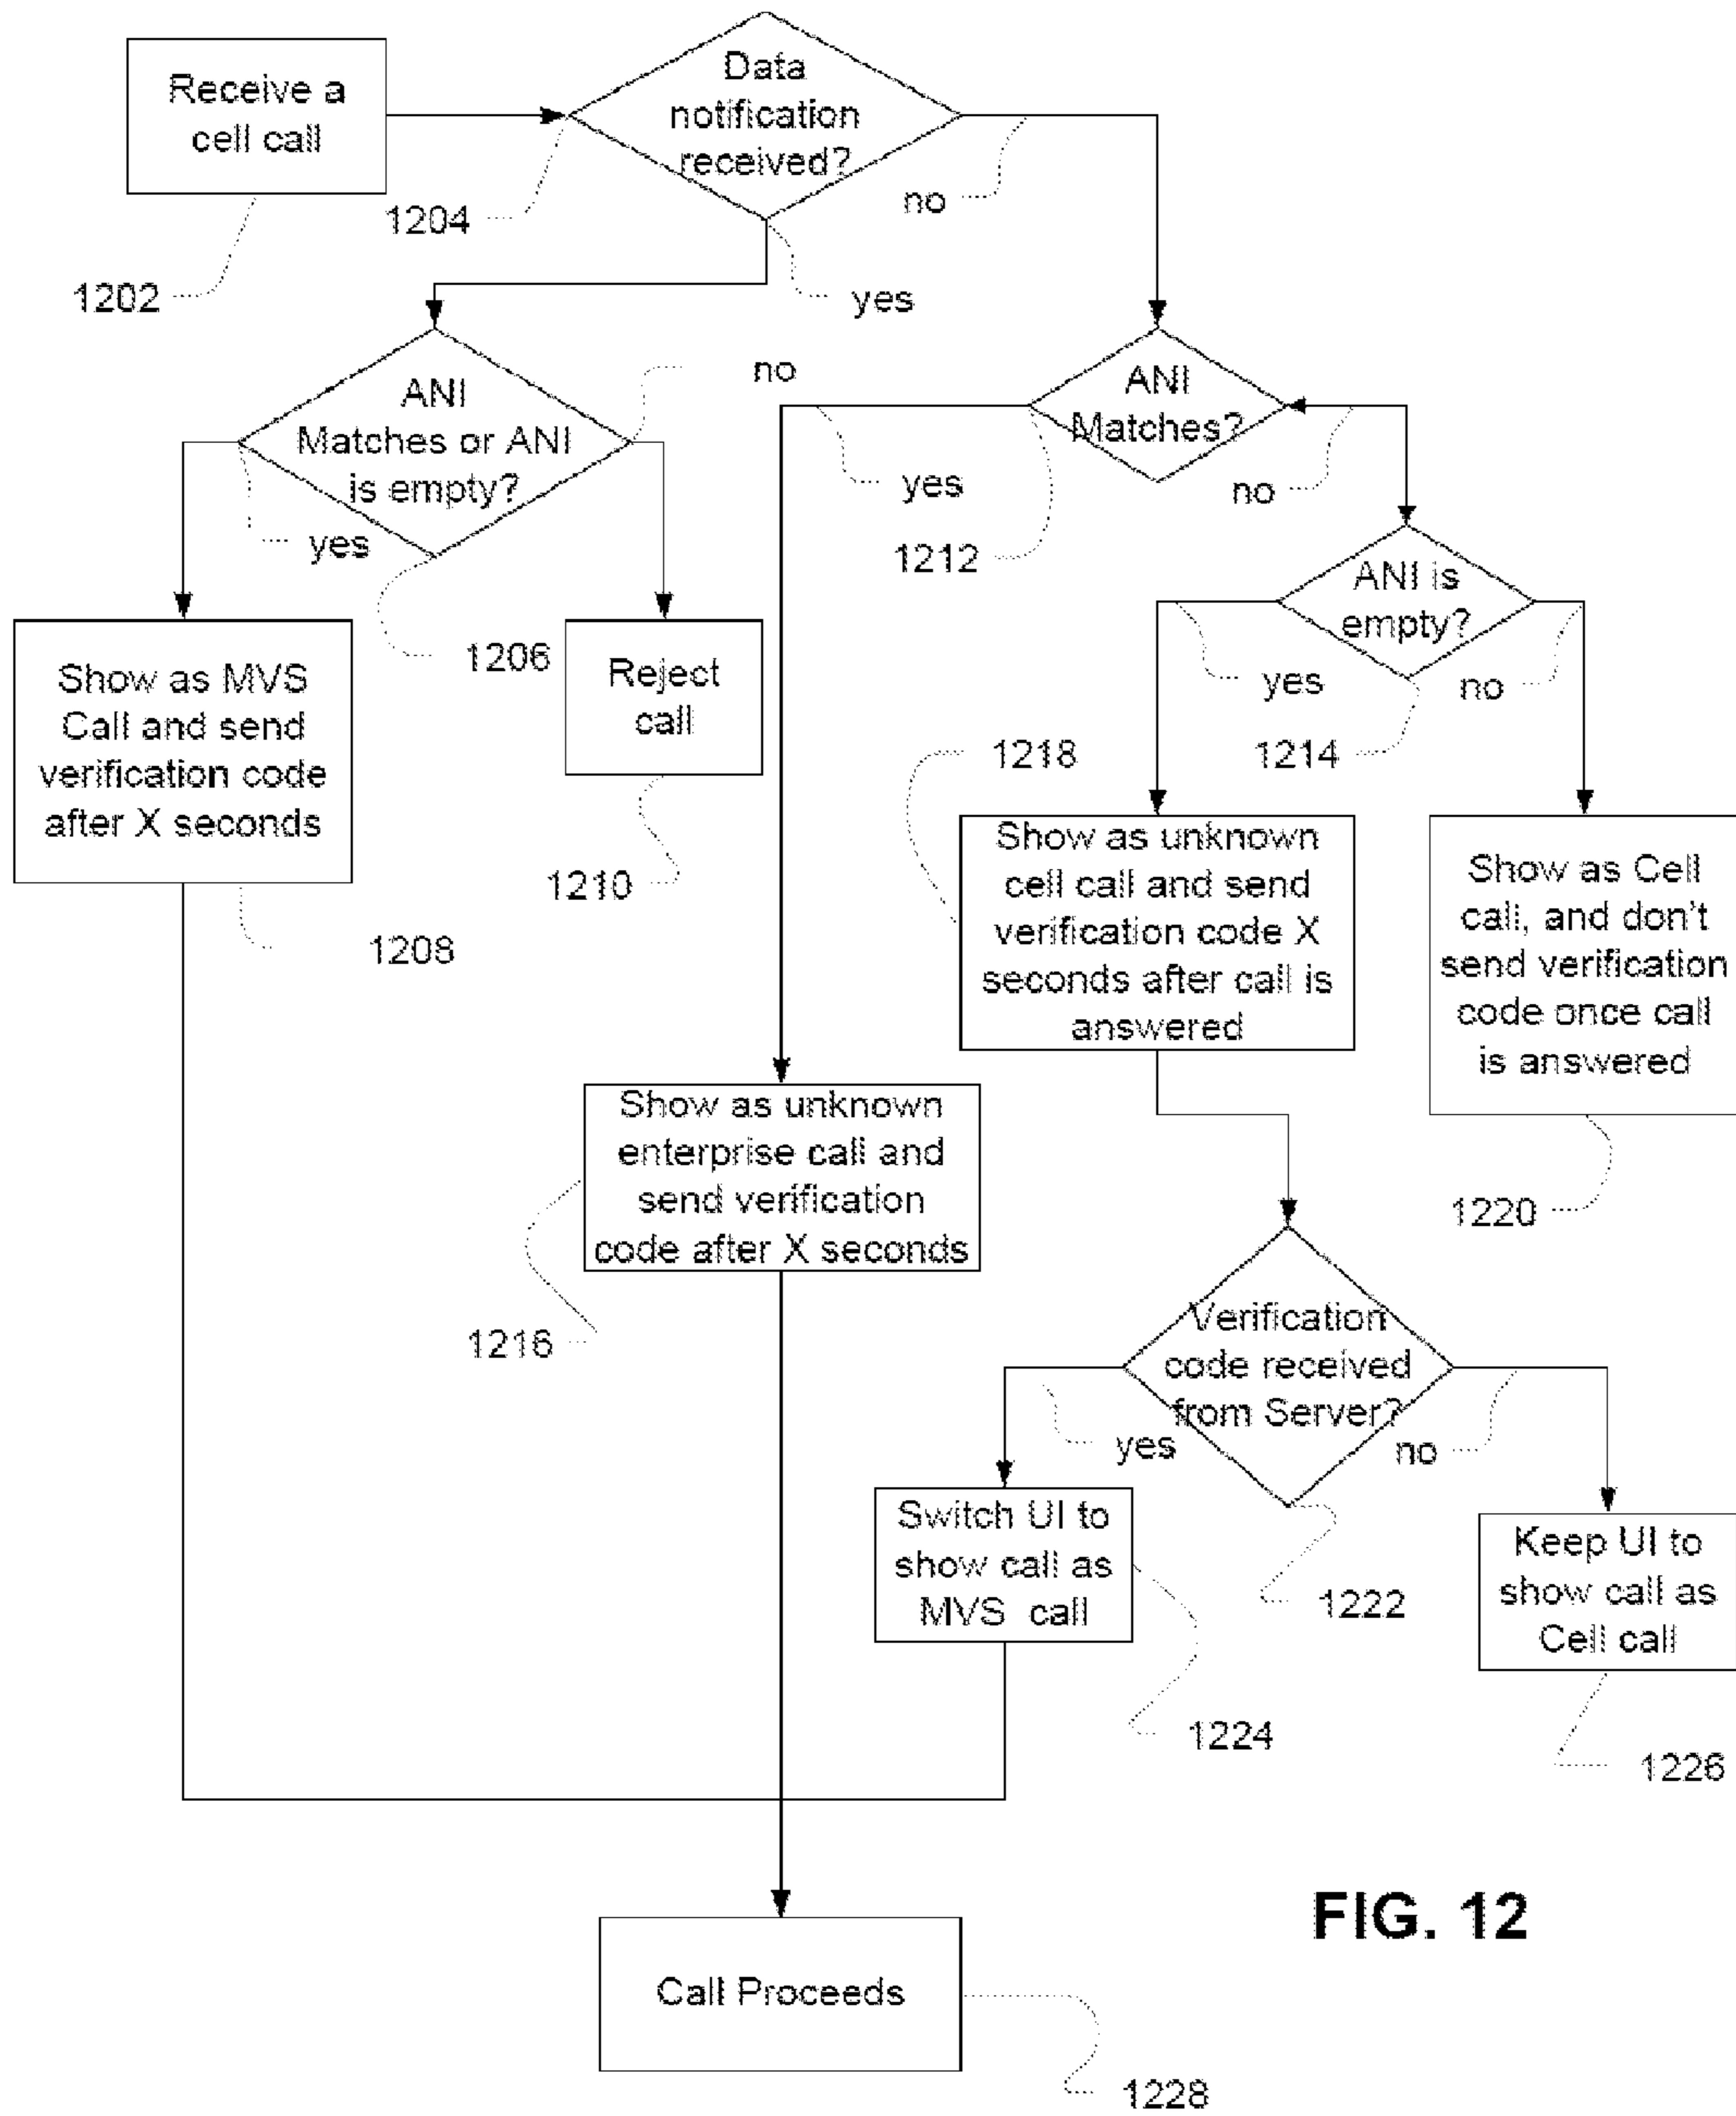 Receive a
cell call
Data
notification
received?
1204
no
1202
yes
ANI
Matches or ANI
is empty?
no
ANI
Matches?
yes
no
yes
1206
1212
ANI is
empty?
yes
no
Show as MVS
Call and send
verification code
after X seconds
Reject
call
1218
1214
1210
1208
Show as unknown
cell call and send
verification code X
seconds after call is
answered
Show as Cell
call, and don't
send verification
code once call
is answered
Show as unknown
enterprise call and
send verification
code after X seconds
1220
1216
Verification
code received
from Server?
yes
no
Switch UI to
show call as
MVS call
1222
Keep UI to
show call as
Cell call
1224
1226
FIG. 12
Call Proceeds
1228